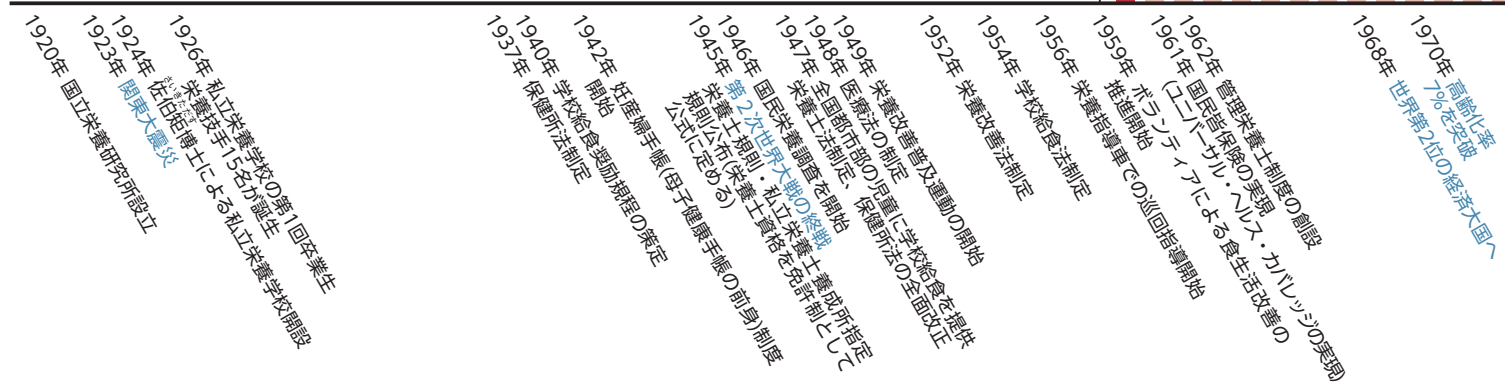 1920年 国立栄養研究所設立
1923年 関東大震災
さいきただす
1924年 佐伯矩博士による私立栄養学校開設
1926年 私立栄養学校の第1回卒業生
栄養技手15名が誕生
1937年 保健所法制定
1940年 学校給食奨励規程の策定
1942年 妊産婦手帳(母子健康手帳の前身)制度
開始
1945年 第2次世界大戦の終戦
栄養士規則・私立栄養士養成所指定
規則公布(栄養士資格を免許制として
公式に定める)
1946年 国民栄養調査を開始
1947年 全国都市部の児童に学校給食を提供
栄養士法制定、保健所法の全面改正
1948年 医療法の制定
1949年 栄養改善普及運動の開始
1952年 栄養改善法制定
1954年 学校給食法制定
1956年 栄養指導車での巡回指導開始
1959年 ボランティアによる食生活改善の
推進開始
1961年 国民皆保険の実現
(ユニバーサル・ヘルス・カバレッジの実現)
1962年 管理栄養士制度の創設
1968年 世界第2位の経済大国へ
1970年 高齢化率
7%を突破